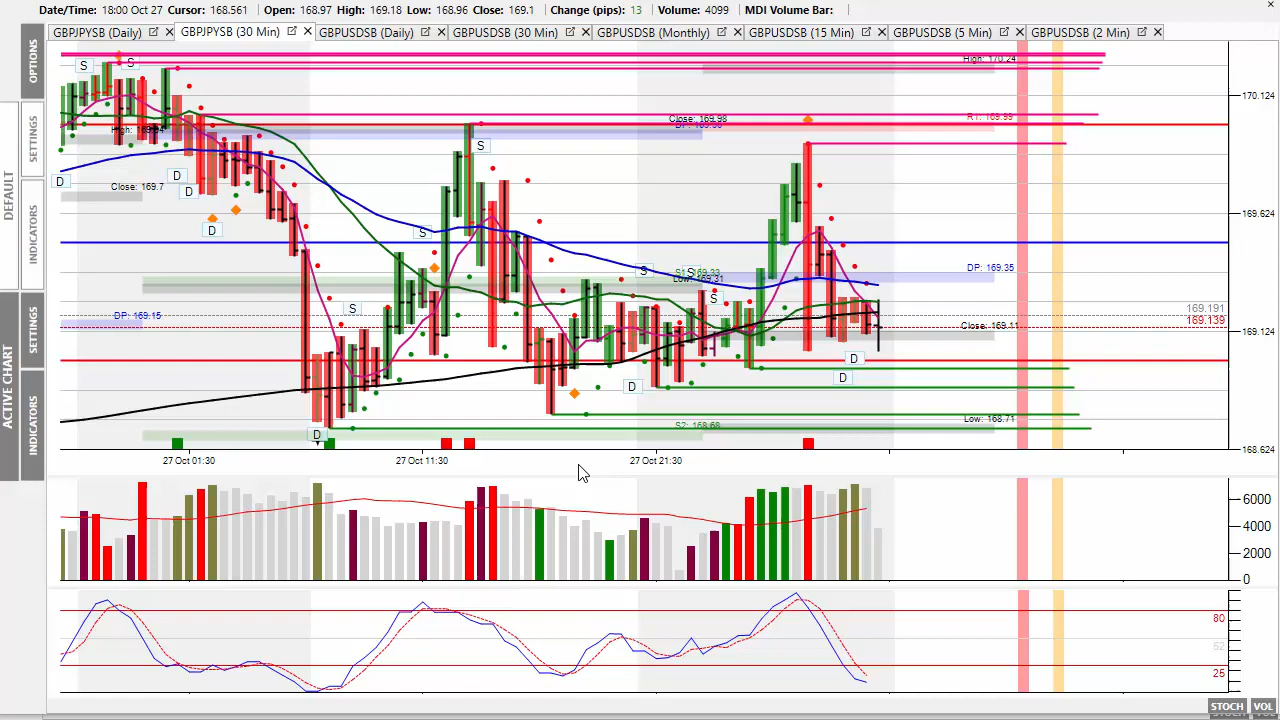 Date/Time: 18:00 Oct 27 Cursor: 168.561 Open: 168.97 High: 169.18 Low: 168.96 Close: 169.1 Change (pips): 13 Volume: 4099 MDI Volume Bar:
GBPJPYSB (Daily) GBPJPYSB (30 Min) GBPUSDSB (Daily) GBPUSDSB (30 Min) GBPUSDSB (Monthly) GBPUSDSB (15 Min) GBPUSDSB (5 Min) GBPUSDSB (2 Min)
OPTIONS
SETTINGS
INDICATORS
DEFAULT
SETTINGS
INDICATORS
ACTIVE CHART
S S
High: 170.24
170.124
Close: 169.98
R1: 169.99
S
D D D
Close: 169.7
D
169.624
S
S1: 169.33
S S
DP: 169.35
S S
DP: 169.15
169.191
169.139
Close: 169.11
169.124
D D
D
Low: 168.71
S2: 168.68
D
168.624
27 Oct 01:30 27 Oct 11:30 27 Oct 21:30
6000
4000
2000
0
80
62
25
STOCH VOL